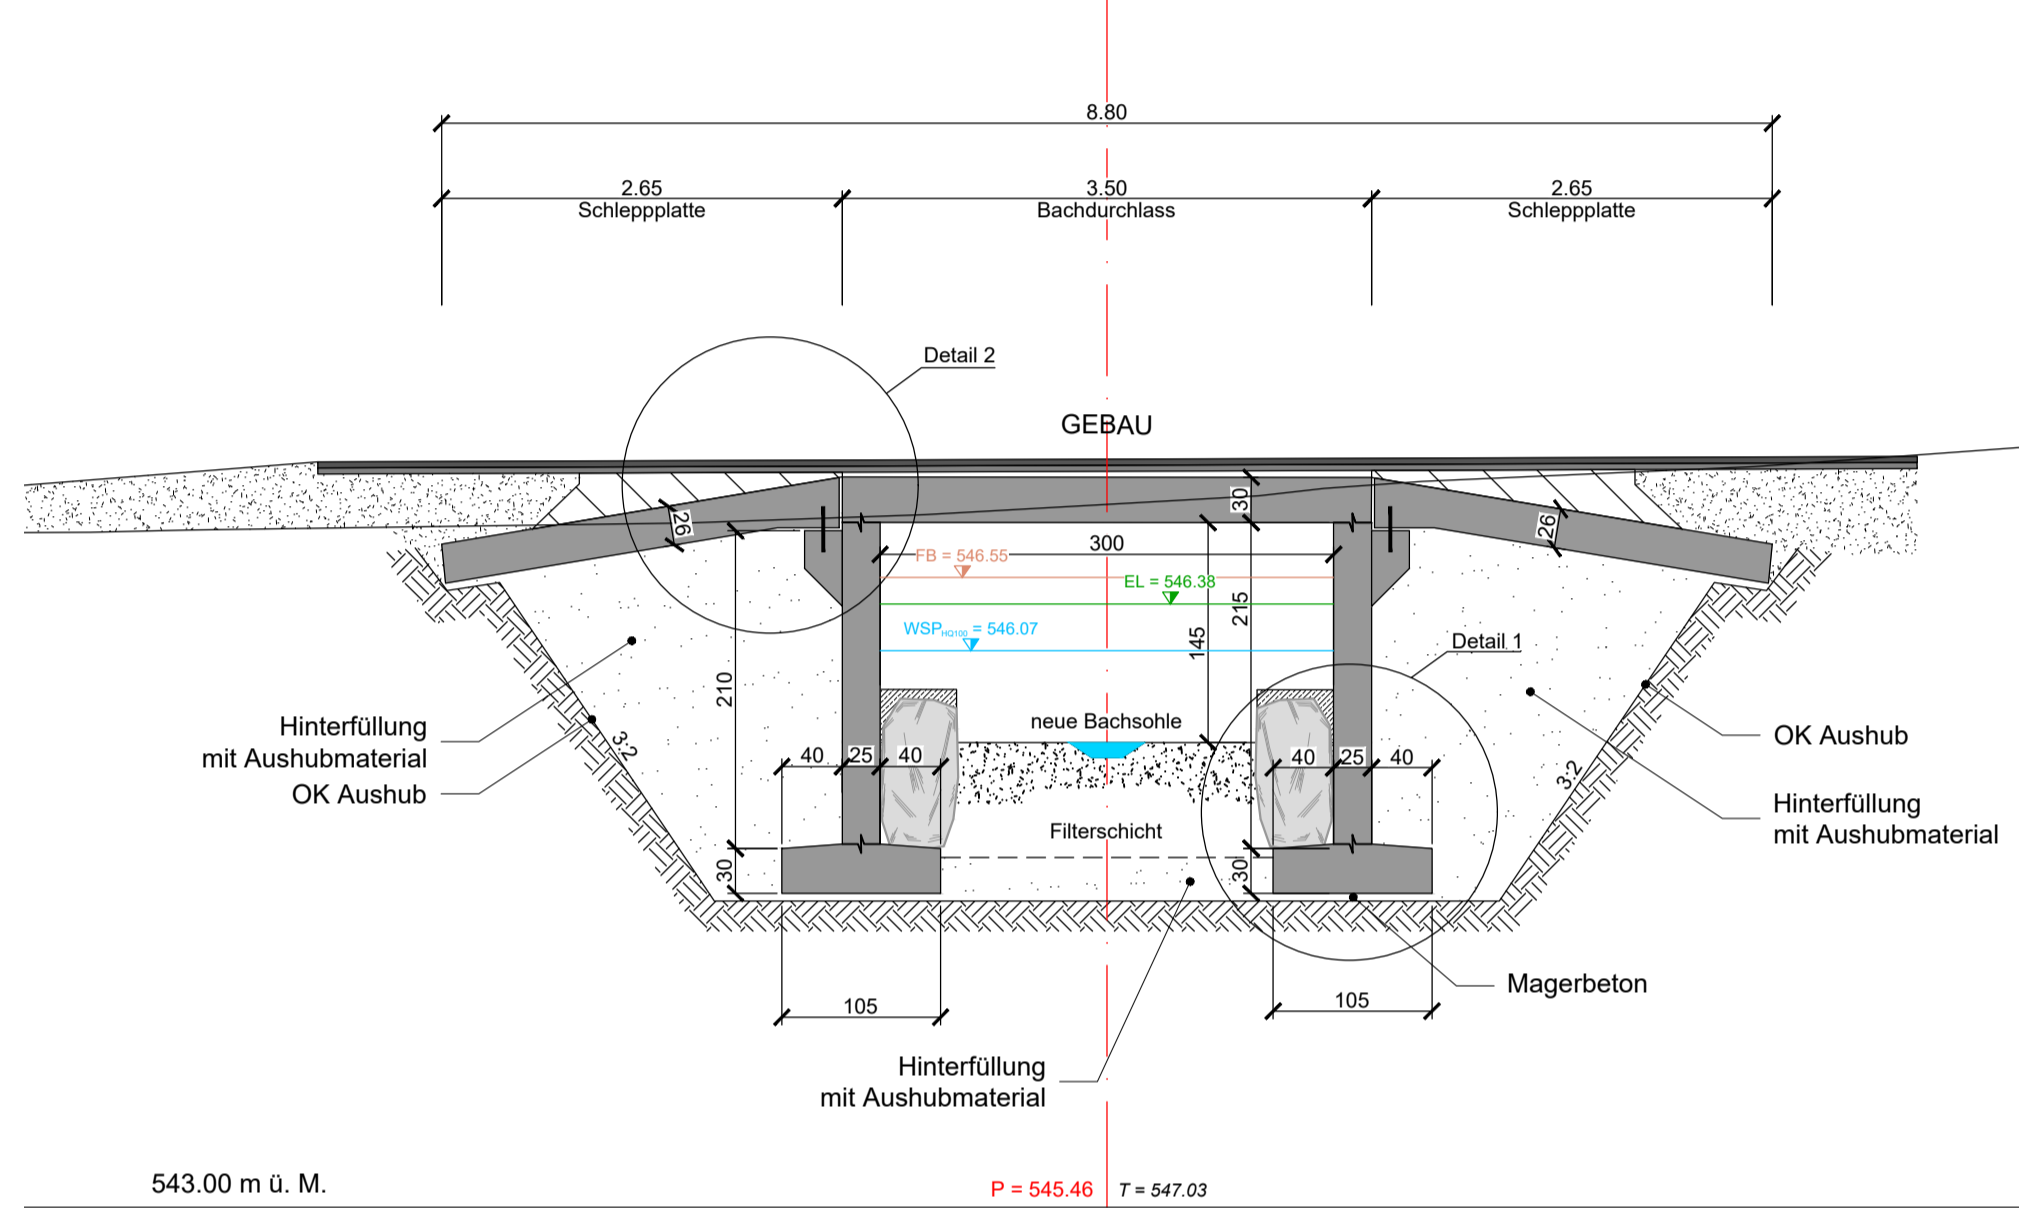 8.80
2.65
3.50
2.65
Schleppplatte
Bachdurchlass
Schleppplatte
Detail 2
GEBAU
30
26
26
300
FB = 546.55
EL = 546.38
215
WSPHQ100 = 546.07
145
Detail 1
210
Hinterfüllung
mit Aushubmaterial
OK Aushub
3:2
neue Bachsohle
40 25 40
40 25 40
OK Aushub
3:2
Hinterfüllung
mit Aushubmaterial
Filterschicht
30
30
Magerbeton
105
105
Hinterfüllung
mit Aushubmaterial
543.00 m ü. M.
P = 545.46
T = 547.03